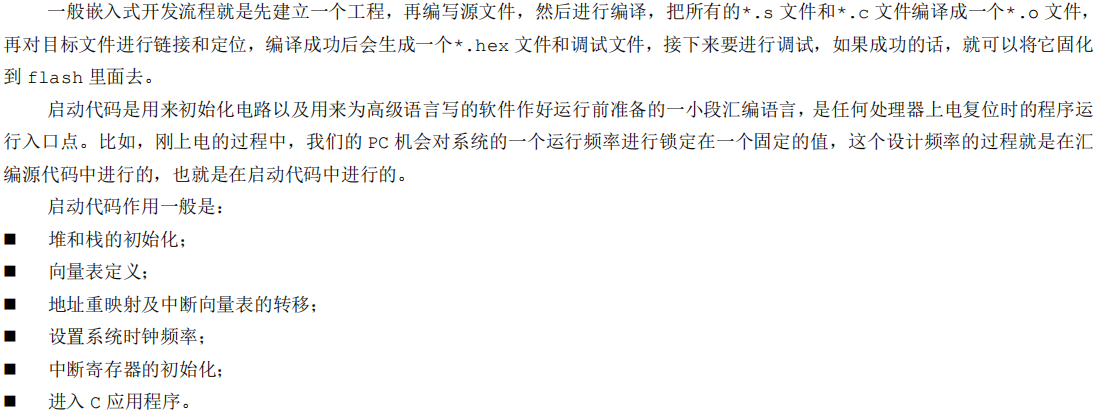 一般嵌入式开发流程就是先建立一个工程，再编写源文件，然后进行编译，把所有的*.s 文件和*.c 文件编译成一个*.o 文件，
再对目标文件进行链接和定位，编译成功后会生成一个*.hex 文件和调试文件，接下来要进行调试，如果成功的话，就可以将它固化
到 flash 里面去。
启动代码是用来初始化电路以及用来为高级语言写的软件作好运行前准备的一小段汇编语言，是任何处理器上电复位时的程序运
行入口点。比如，刚上电的过程中，我们的 PC 机会对系统的一个运行频率进行锁定在一个固定的值，这个设计频率的过程就是在汇
编源代码中进行的，也就是在启动代码中进行的。
启动代码作用一般是：
■ 堆和栈的初始化；
■ 向量表定义；
■ 地址重映射及中断向量表的转移；
■ 设置系统时钟频率；
■ 中断寄存器的初始化；
■ 进入 C 应用程序。